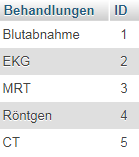 Behandlungen ID
Blutabnahme 1
EKG 2
MRT 3
Röntgen 4
CT 5